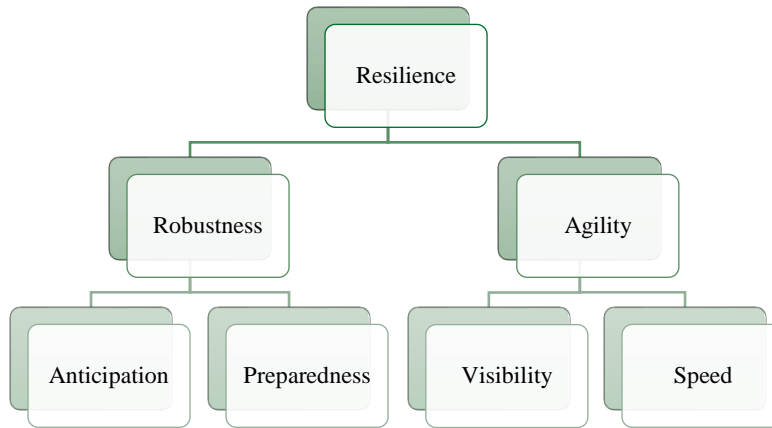 Resilience
Robustness
Agility
Anticipation
Preparedness
Visibility
Speed